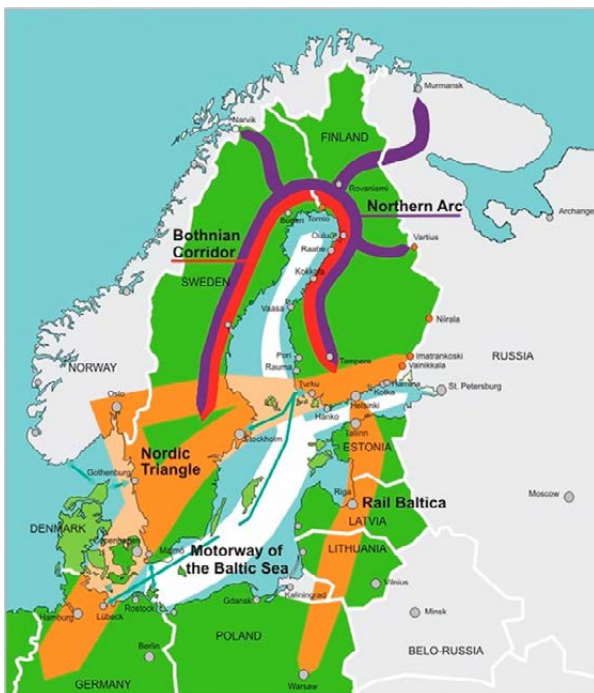 Murmansk
Narvik
FINLAND
Rovaniemi
Northern Arc
Archange
Boden
Tornio
Bothnian
Corridor
Oulu
Raahe
Vartius
Kokkola
SWEDEN
Vaasa
Niirala
NORWAY
Pori
Tampere
Imatrankoski
Rauma
Vainikkala
RUSSIA
Oslo
Turku
Hamina
Kotka
St. Petersburg
Hanko
Helsinki
Stockholm
Tallinn
Nordic
Triangle
ESTONIA
Gothenburg
Riga
Rail Baltica
Moscow
LATVIA
DENMARK
openhagen
Malmö
Motorway of
the Baltic Sea
LITHUANIA
Vilnius
Kaliningrad
Gdansk
Rostock
Lübeck
Hamburg
Minsk
POLAND
Berlin
BELO-RUSSIA
GERMANY
Warsaw